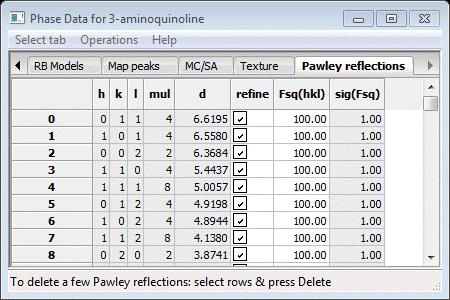 Phase Data for 3-aminoquinoline
Select tab Operations Help
RB Models Map peaks MC/SA Texture Pawley reflections
h k l mul d refine Fsq(hkl) sig(Fsq)
0 0 1 1 4 6.6195 100.00 1.00
1 1 0 1 4 6.5580 100.00 1.00
2 0 0 2 2 6.3684 100.00 1.00
3 1 1 0 4 5.4437 100.00 1.00
4 1 1 1 8 5.0057 100.00 1.00
5 0 1 2 4 4.9198 100.00 1.00
6 1 0 2 4 4.8944 100.00 1.00
7 1 1 2 8 4.1380 100.00 1.00
8 0 2 0 2 3.8741 100.00 1.00
To delete a few Pawley reflections: select rows & press Delete